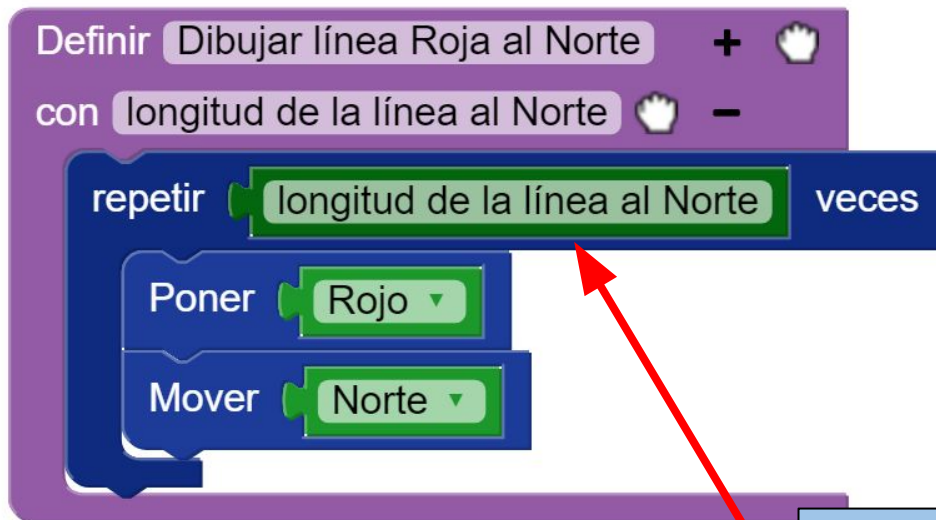 Definir Dibujar línea Roja al Norte +
con longitud de la línea al Norte −
repetir longitud de la línea al Norte veces
Poner Rojo
Mover Norte